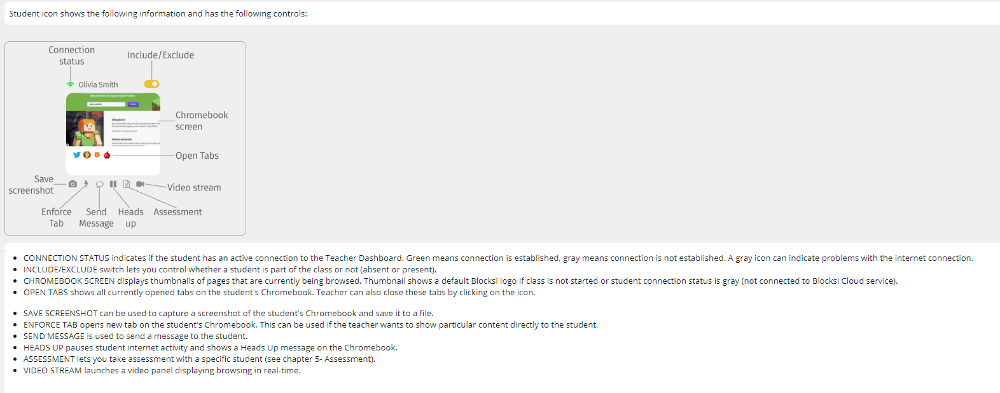 Student icon shows the following information and has the following controls:
Connection
status
Include/Exclude
Olivia Smith
Educators
Administrators
Chromebook
screen
Open Tabs
Save
screenshot
Video stream
Enforce
Tab
Send
Message
Heads
up
Assessment
• CONNECTION STATUS indicates if the student has an active connection to the Teacher Dashboard. Green means connection is established, gray means connection is not established. A gray icon can indicate problems with the internet connection.
• INCLUDE/EXCLUDE switch lets you control whether a student is part of the class or not (absent or present).
• CHROMEBOOK SCREEN displays thumbnails of pages that are currently being browsed. Thumbnail shows a default Blocksi logo if class is not started or student connection status is gray (not connected to Blocksi Cloud service).
• OPEN TABS shows all currently opened tabs on the student's Chromebook. Teacher can also close these tabs by clicking on the icon.
• SAVE SCREENSHOT can be used to capture a screenshot of the student's Chromebook and save it to a file.
• ENFORCE TAB opens new tab on the student's Chromebook. This can be used if the teacher wants to show particular content directly to the student.
• SEND MESSAGE is used to send a message to the student.
• HEADS UP pauses student internet activity and shows a Heads Up message on the Chromebook.
• ASSESSMENT lets you take assessment with a specific student (see chapter 5- Assessment).
• VIDEO STREAM launches a video panel displaying browsing in real-time.